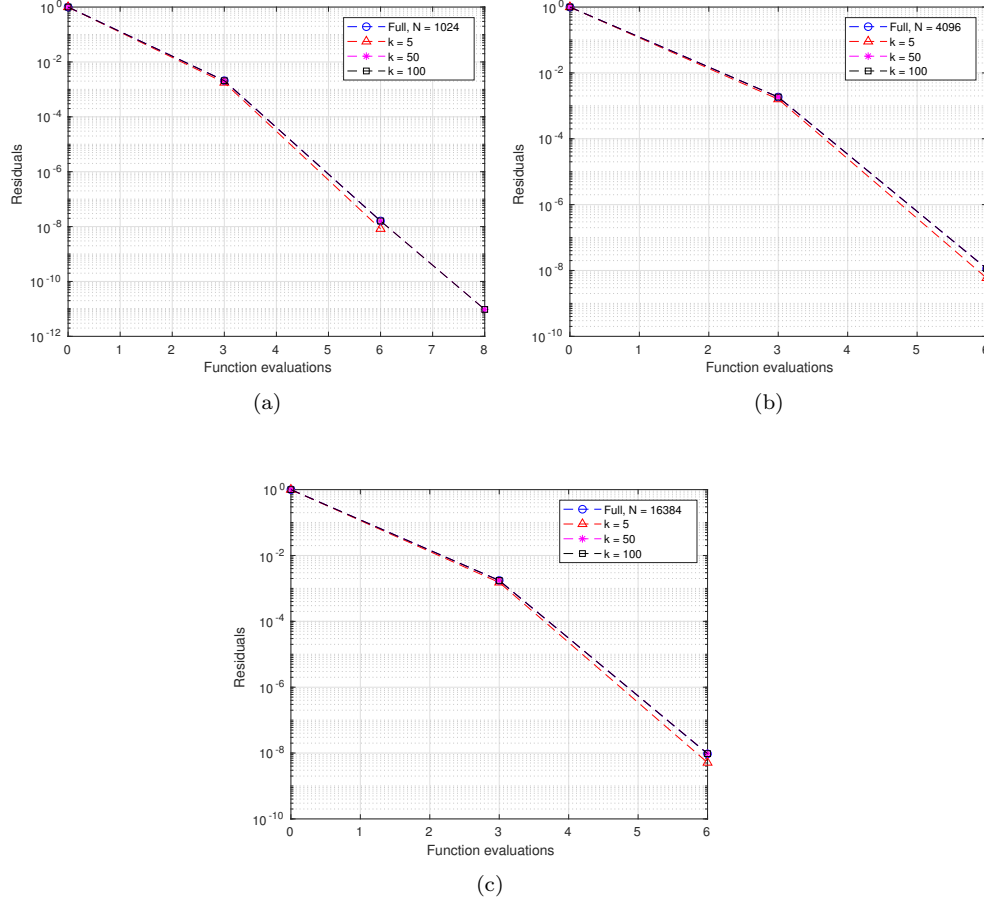 10^0
10^-2
10^-4
10^-6
10^-8
10^-10
10^-12
Residuals
0 1 2 3 4 5 6 7 8
Function evaluations
Full, N = 1024
k = 5
k = 50
k = 100
(a)
10^0
10^-2
10^-4
10^-6
10^-8
10^-10
Residuals
0 1 2 3 4 5 6
Function evaluations
Full, N = 4096
k = 5
k = 50
k = 100
(b)
10^0
10^-2
10^-4
10^-6
10^-8
10^-10
Residuals
0 1 2 3 4 5 6
Function evaluations
Full, N = 16384
k = 5
k = 50
k = 100
(c)